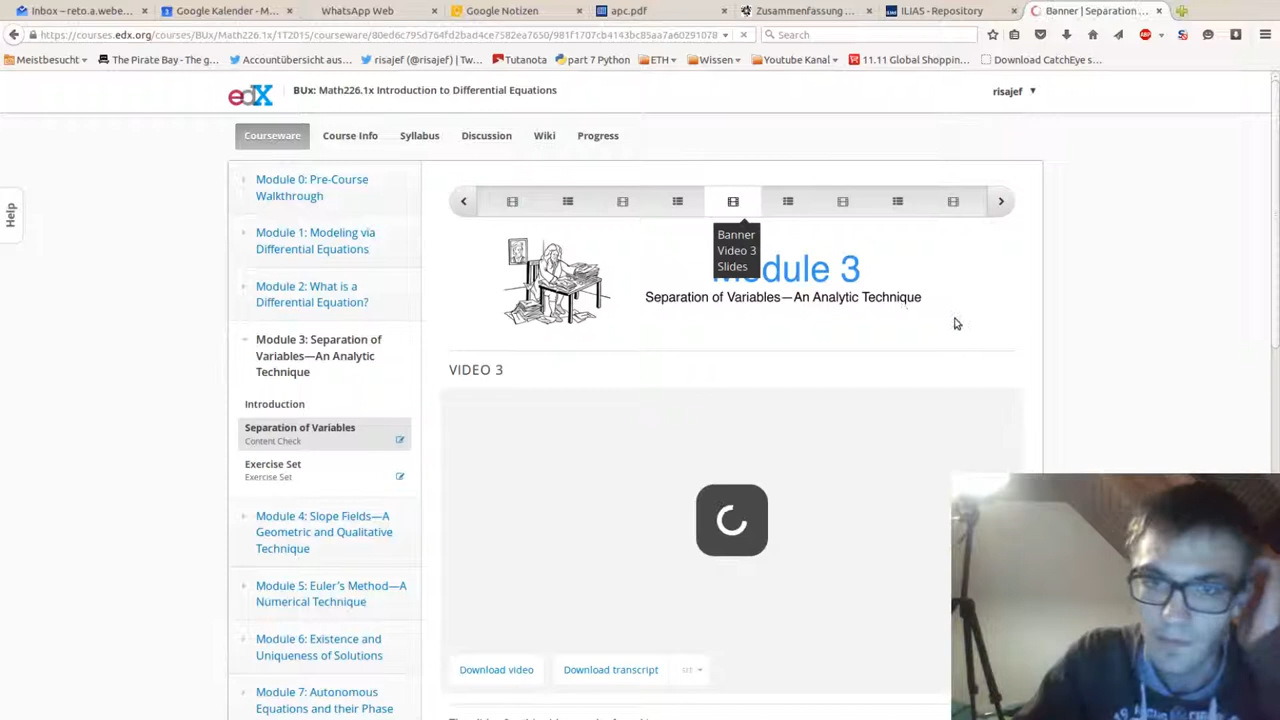 Inbox – reto.a.webe...
Google Kalender - M...
WhatsApp Web
Google Notizen
apc.pdf
Zusammenfassung ...
ILIAS - Repository
Banner | Separation ...
https://courses.edx.org/courses/BUx/Math226.1x/1T2015/courseware/80ed6c795d764fd2bad4ce7582ea7650/981f1707cb4143bc85aa7a60291078
Search
Meistbesucht
The Pirate Bay - The g...
Accountübersicht aus...
risajef (@risajef) | Tw...
Tutanota
part 7 Python
ETH
Wissen
Youtube Kanal
11.11 Global Shoppin...
Download CatchEye s...
edX
BUx: Math226.1x Introduction to Differential Equations
risajef
Courseware
Course Info
Syllabus
Discussion
Wiki
Progress
Help
Module 0: Pre-Course
Walkthrough
Module 1: Modeling via
Differential Equations
Module 2: What is a
Differential Equation?
Module 3: Separation of
Variables—An Analytic
Technique
Introduction
Separation of Variables
Content Check
Exercise Set
Exercise Set
Module 4: Slope Fields—A
Geometric and Qualitative
Technique
Module 5: Euler's Method—A
Numerical Technique
Module 6: Existence and
Uniqueness of Solutions
Module 7: Autonomous
Equations and their Phase
Banner
Video 3
Slides
dule 3
Separation of Variables—An Analytic Technique
VIDEO 3
Download video
Download transcript
.srt